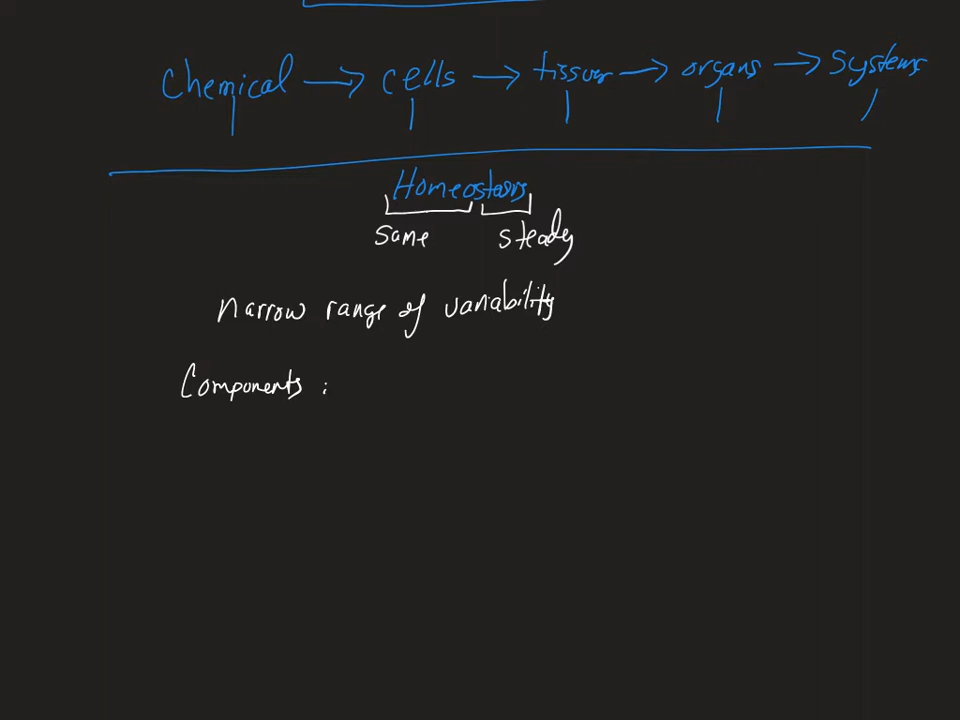 Chemical → cells → tissues → organs → systems
Homeostasis
same steady
narrow range of variability
Components :